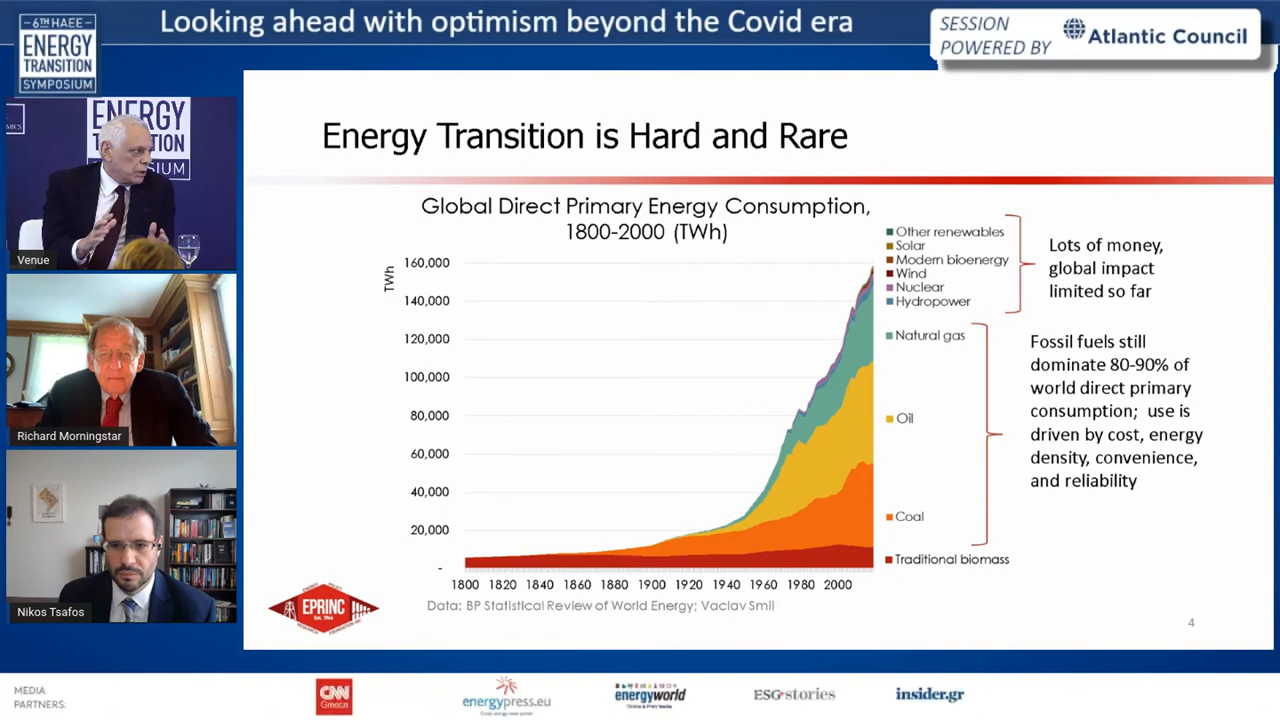 6TH HAEE
ENERGY
TRANSITION
SYMPOSIUM
Looking ahead with optimism beyond the Covid era
SESSION
POWERED BY
Atlantic Council
ENERGY
Venue
Richard Morningstar
Nikos Tsafos
Energy Transition is Hard and Rare
Global Direct Primary Energy Consumption,
1800-2000 (TWh)
TWh
160,000
140,000
120,000
100,000
80,000
60,000
40,000
20,000
-
1800 1820 1840 1860 1880 1900 1920 1940 1960 1980 2000
Other renewables
Solar
Modern bioenergy
Wind
Nuclear
Hydropower
Natural gas
Oil
Coal
Traditional biomass
Lots of money,
global impact
limited so far
Fossil fuels still
dominate 80-90% of
world direct primary
consumption; use is
driven by cost, energy
density, convenience,
and reliability
EPRINC
Est. 1944
Data: BP Statistical Review of World Energy; Vaclav Smil
4
MEDIA
PARTNERS:
CNN
Greece
energypress.eu
energyworld
ESG+stories
insider.gr